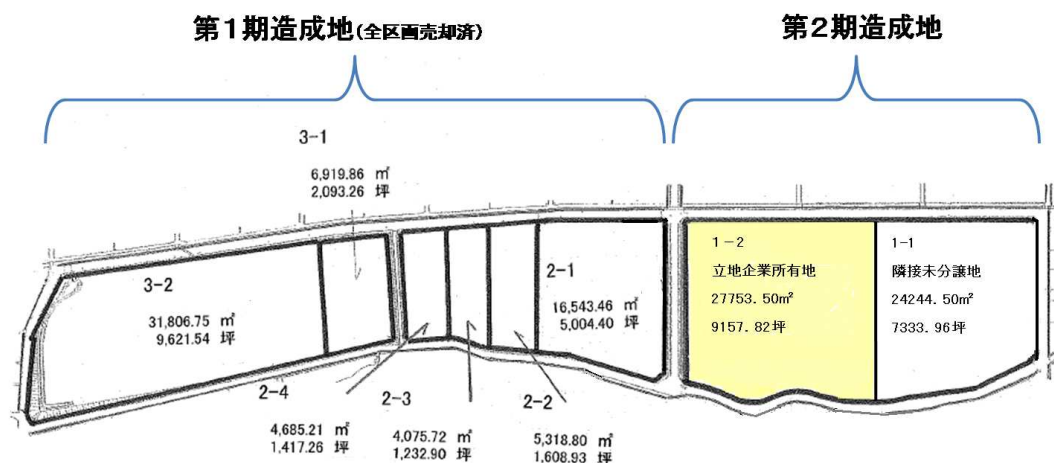 第1期造成地(全区画売却済)
第2期造成地
3-1
6,919.86 ㎡
2,093.26 坪
3-2
31,806.75 ㎡
9,621.54 坪
2-1
16,543.46 ㎡
5,004.40 坪
1-2
立地企業所有地
27753.50㎡
9157.82坪
1-1
隣接未分譲地
24244.50㎡
7333.96坪
2-4
4,685.21 ㎡
1,417.26 坪
2-3
4,075.72 ㎡
1,232.90 坪
2-2
5,318.80 ㎡
1,608.93 坪